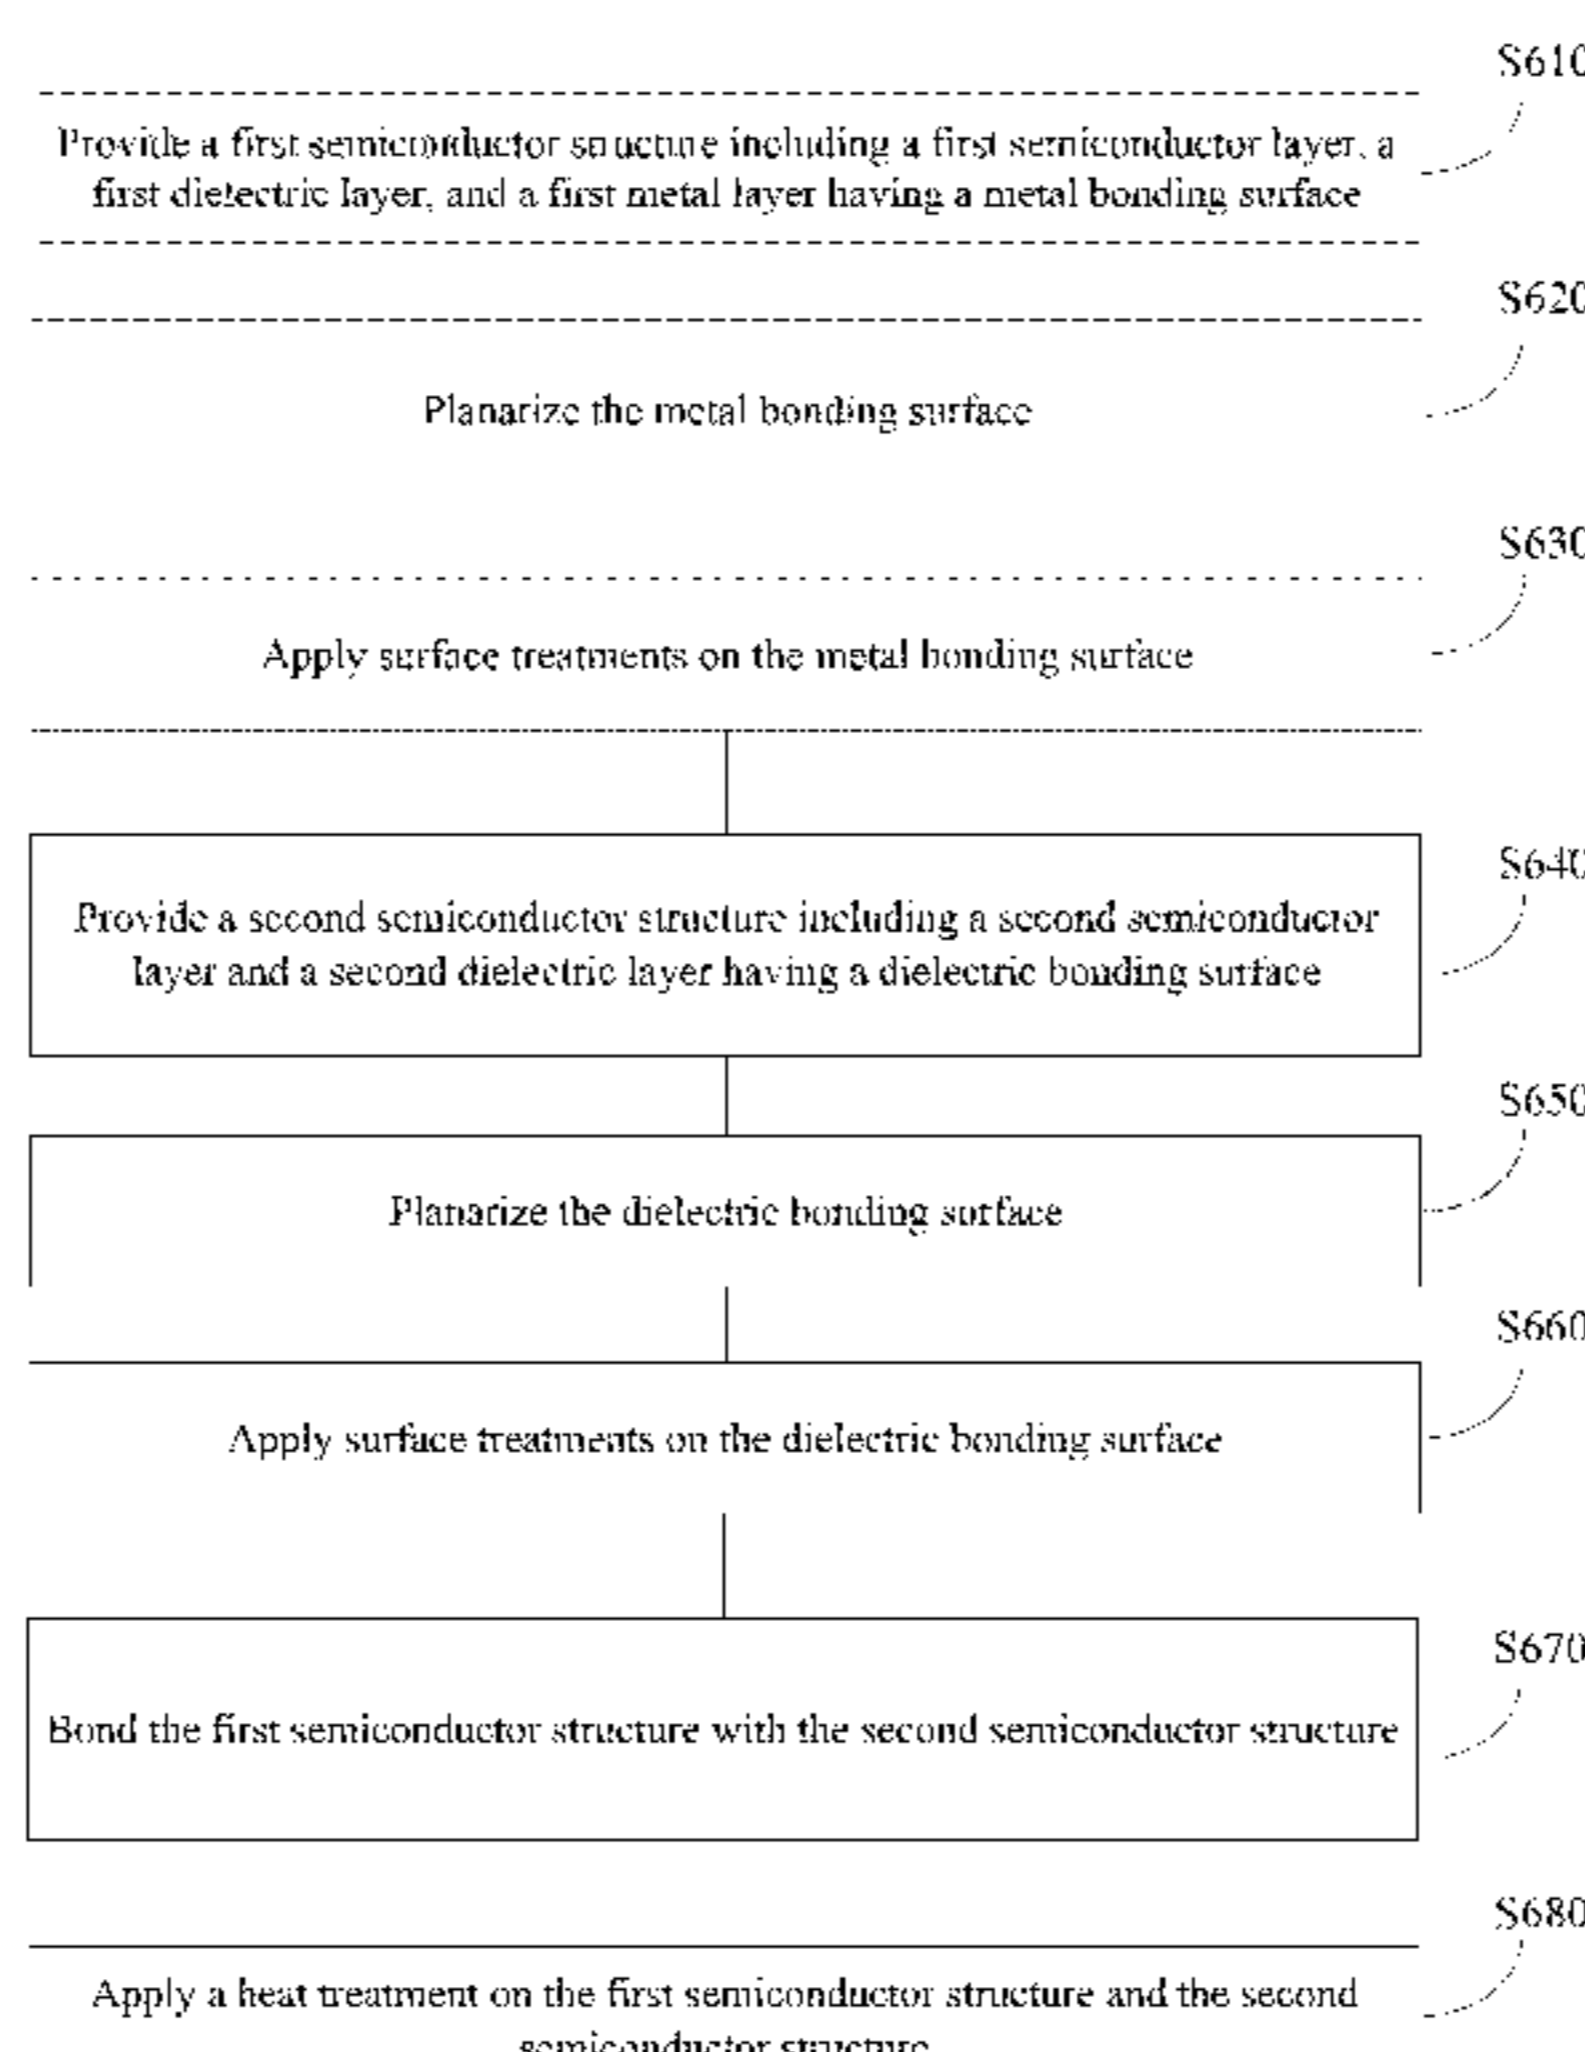 S610
Provide a first semiconductor structure including a first semiconductor layer, a
first dielectric layer, and a first metal layer having a metal bonding surface
S620
Planarize the metal bonding surface
S630
Apply surface treatments on the metal bonding surface
S640
Provide a second semiconductor structure including a second semiconductor
layer and a second dielectric layer having a dielectric bonding surface
S650
Planarize the dielectric bonding surface
S660
Apply surface treatments on the dielectric bonding surface
S670
Bond the first semiconductor structure with the second semiconductor structure
S680
Apply a heat treatment on the first semiconductor structure and the second
semiconductor structure